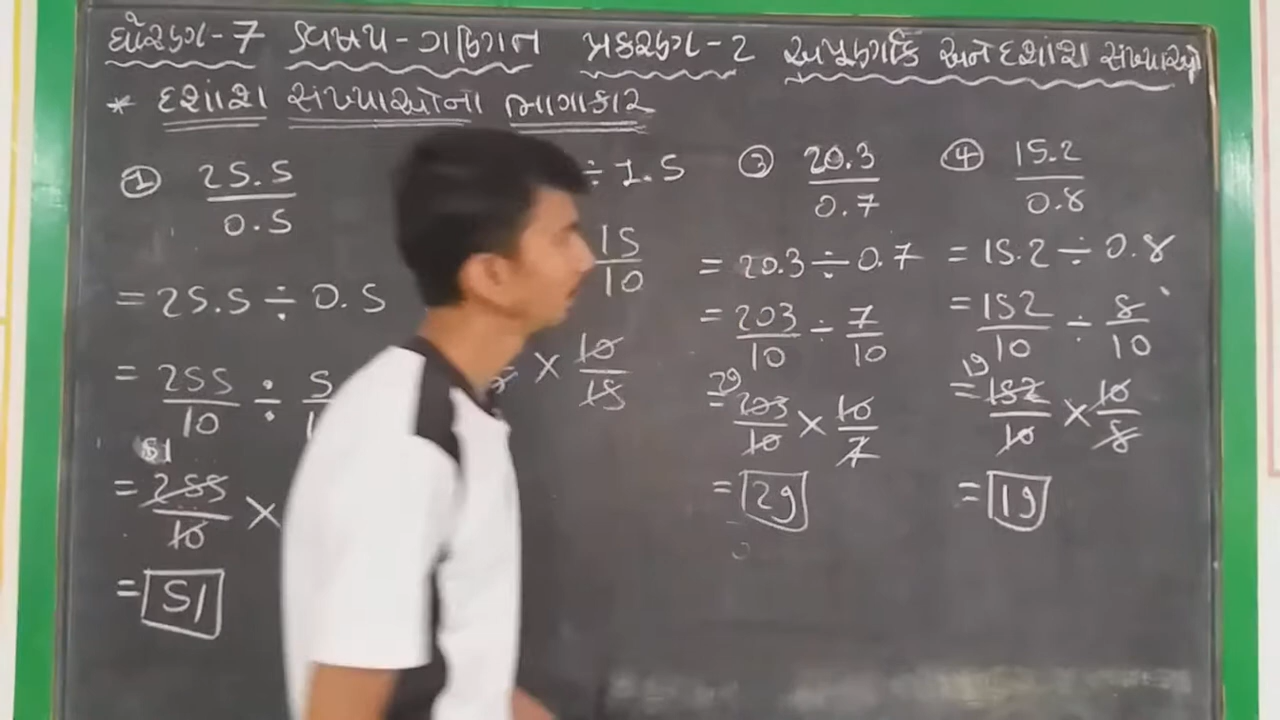 ધોરણ-7 વિષય-ગણિત પ્રકરણ-2 અપૂર્ણાંક અને દશાંશ સંખ્યાઓ
* દશાંશ સંખ્યાઓના ભાગાકાર
① 25.5 / 0.5
= 25.5 ÷ 0.5
= 255/10 ÷ 5
51
= 255/10 ×
= 51
÷ 1.5
15/10
× 10/15
③ 20.3 / 0.7
= 20.3 ÷ 0.7
= 203/10 ÷ 7/10
29
= 203/10 × 10/7
= 29
④ 15.2 / 0.8
= 15.2 ÷ 0.8
= 152/10 ÷ 8/10
19
= 152/10 × 10/8
= 19